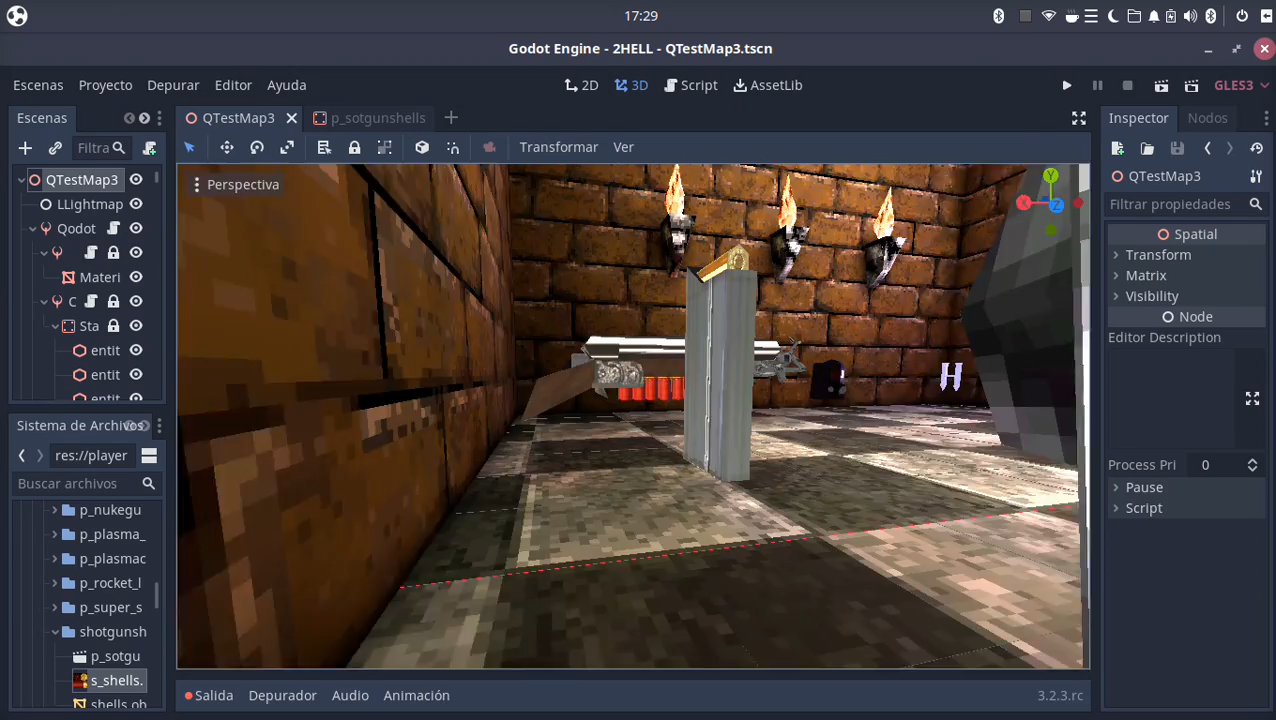 17:29
Godot Engine - 2HELL - QTestMap3.tscn
Escenas Proyecto Depurar Editor Ayuda 2D 3D Script AssetLib GLES3
Escenas QTestMap3 p_sotgunshells Inspector Nodos
Filtra Transformar Ver
QTestMap3 Perspectiva Y X Z QTestMap3
LLightmap Filtrar propiedades
Qodot Spatial
Transform
Materi Matrix
C Visibility
Sta Node
entit Editor Description
entit
entit
H
Sistema de Archivos
res://player Process Pri 0
Buscar archivos Pause
p_nukegu Script
p_plasma_
p_plasmac
p_rocket_l
p_super_s
shotgunsh
p_sotgu
s_shells.
shells.ob
Salida Depurador Audio Animación 3.2.3.rc